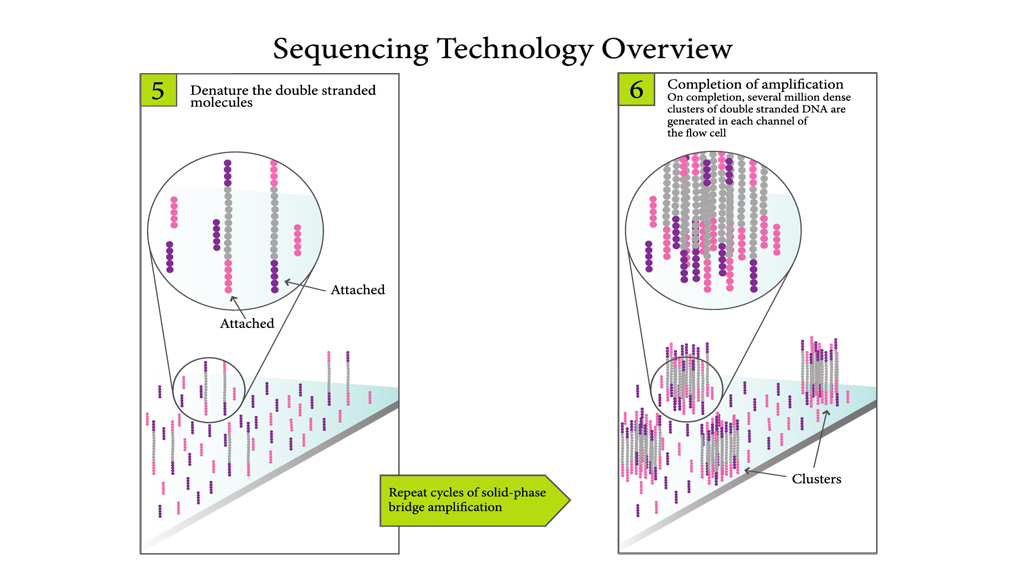 Sequencing Technology Overview
5
Denature the double stranded
molecules
Attached
Attached
Repeat cycles of solid-phase
bridge amplification
6
Completion of amplification
On completion, several million dense
clusters of double stranded DNA are
generated in each channel of
the flow cell
Clusters